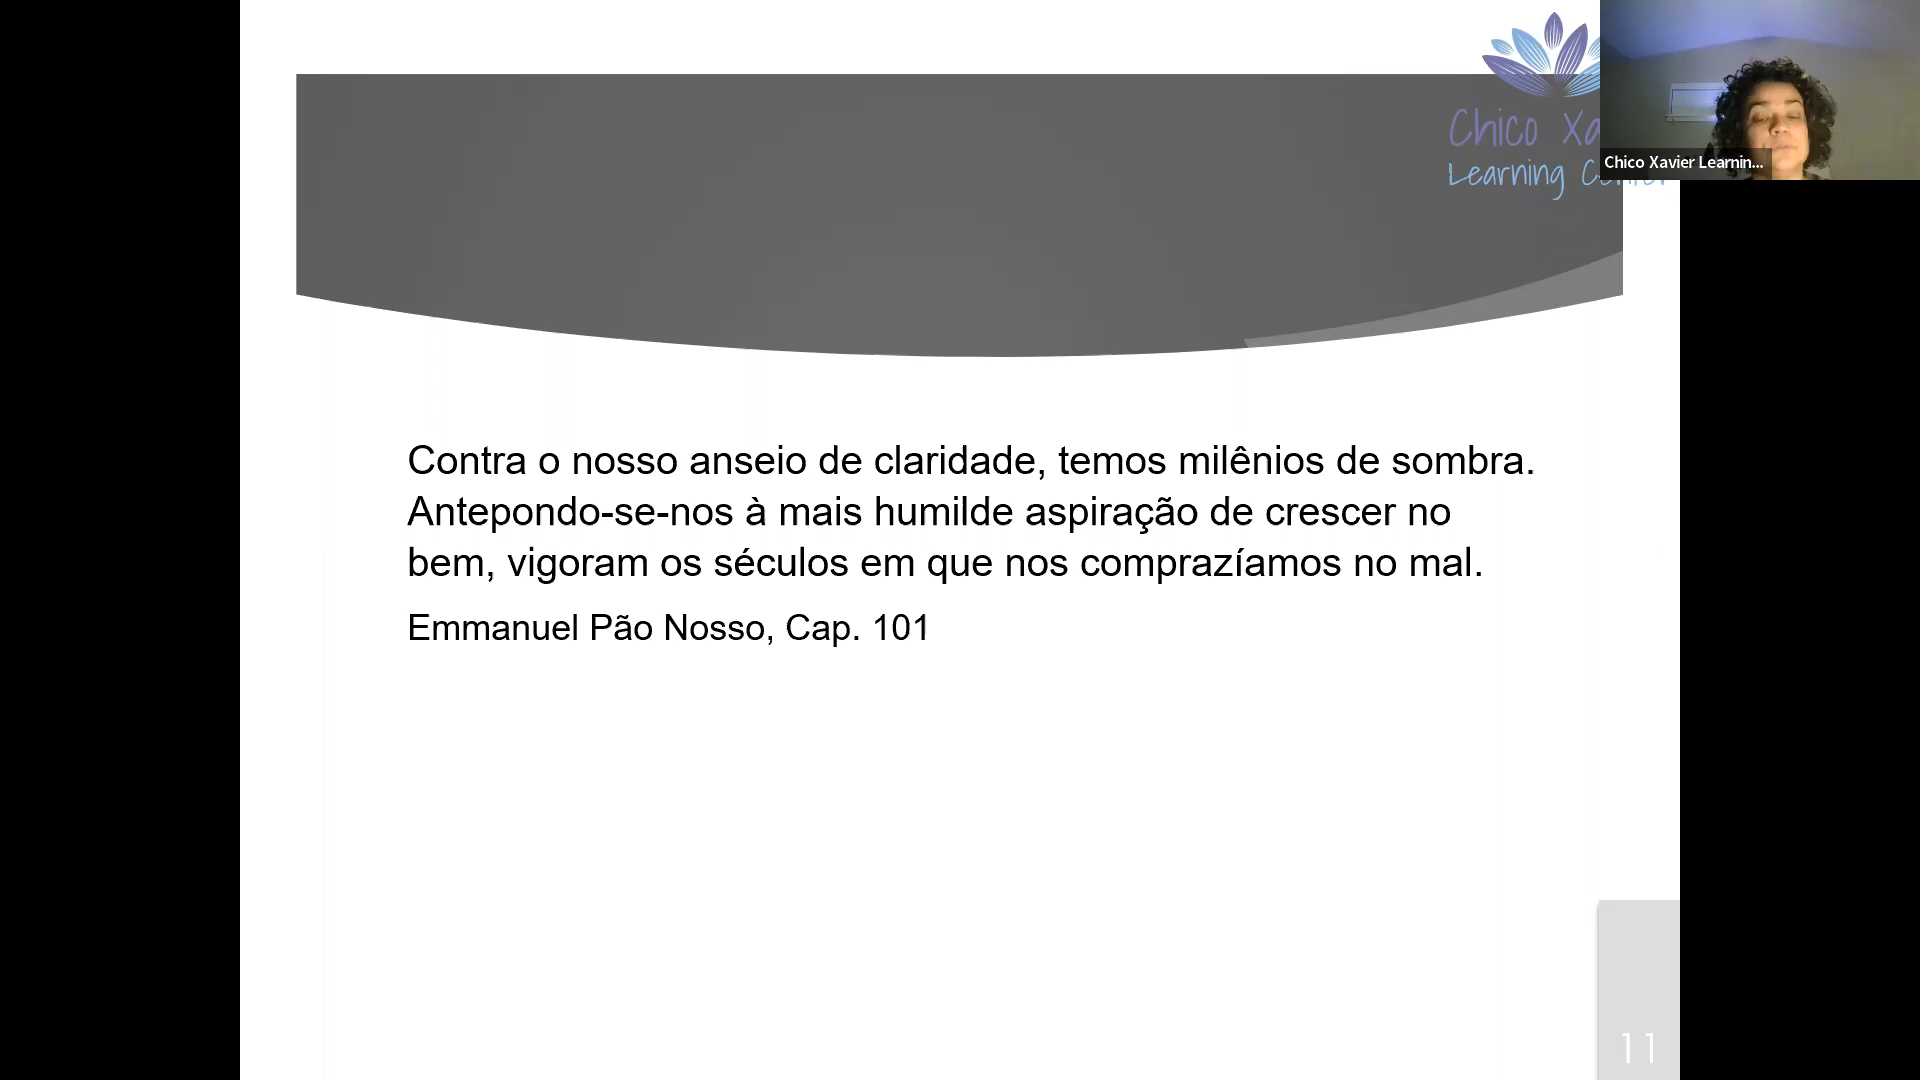 Chico Xa
Learning Center
Chico Xavier Learnin...
Contra o nosso anseio de claridade, temos milênios de sombra.
Antepondo-se-nos à mais humilde aspiração de crescer no
bem, vigoram os séculos em que nos comprazíamos no mal.
Emmanuel Pão Nosso, Cap. 101
11